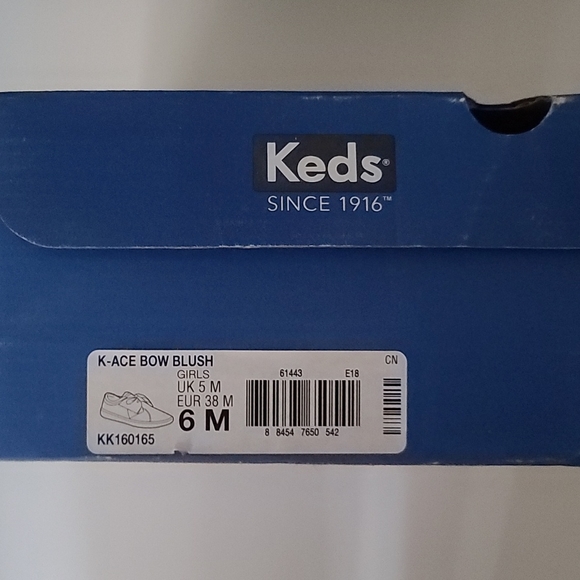 Keds®
SINCE 1916™
K-ACE BOW BLUSH
GIRLS
UK 5 M
EUR 38 M
6 M
KK160165
61443 E18
8 8454 7650 542
CN